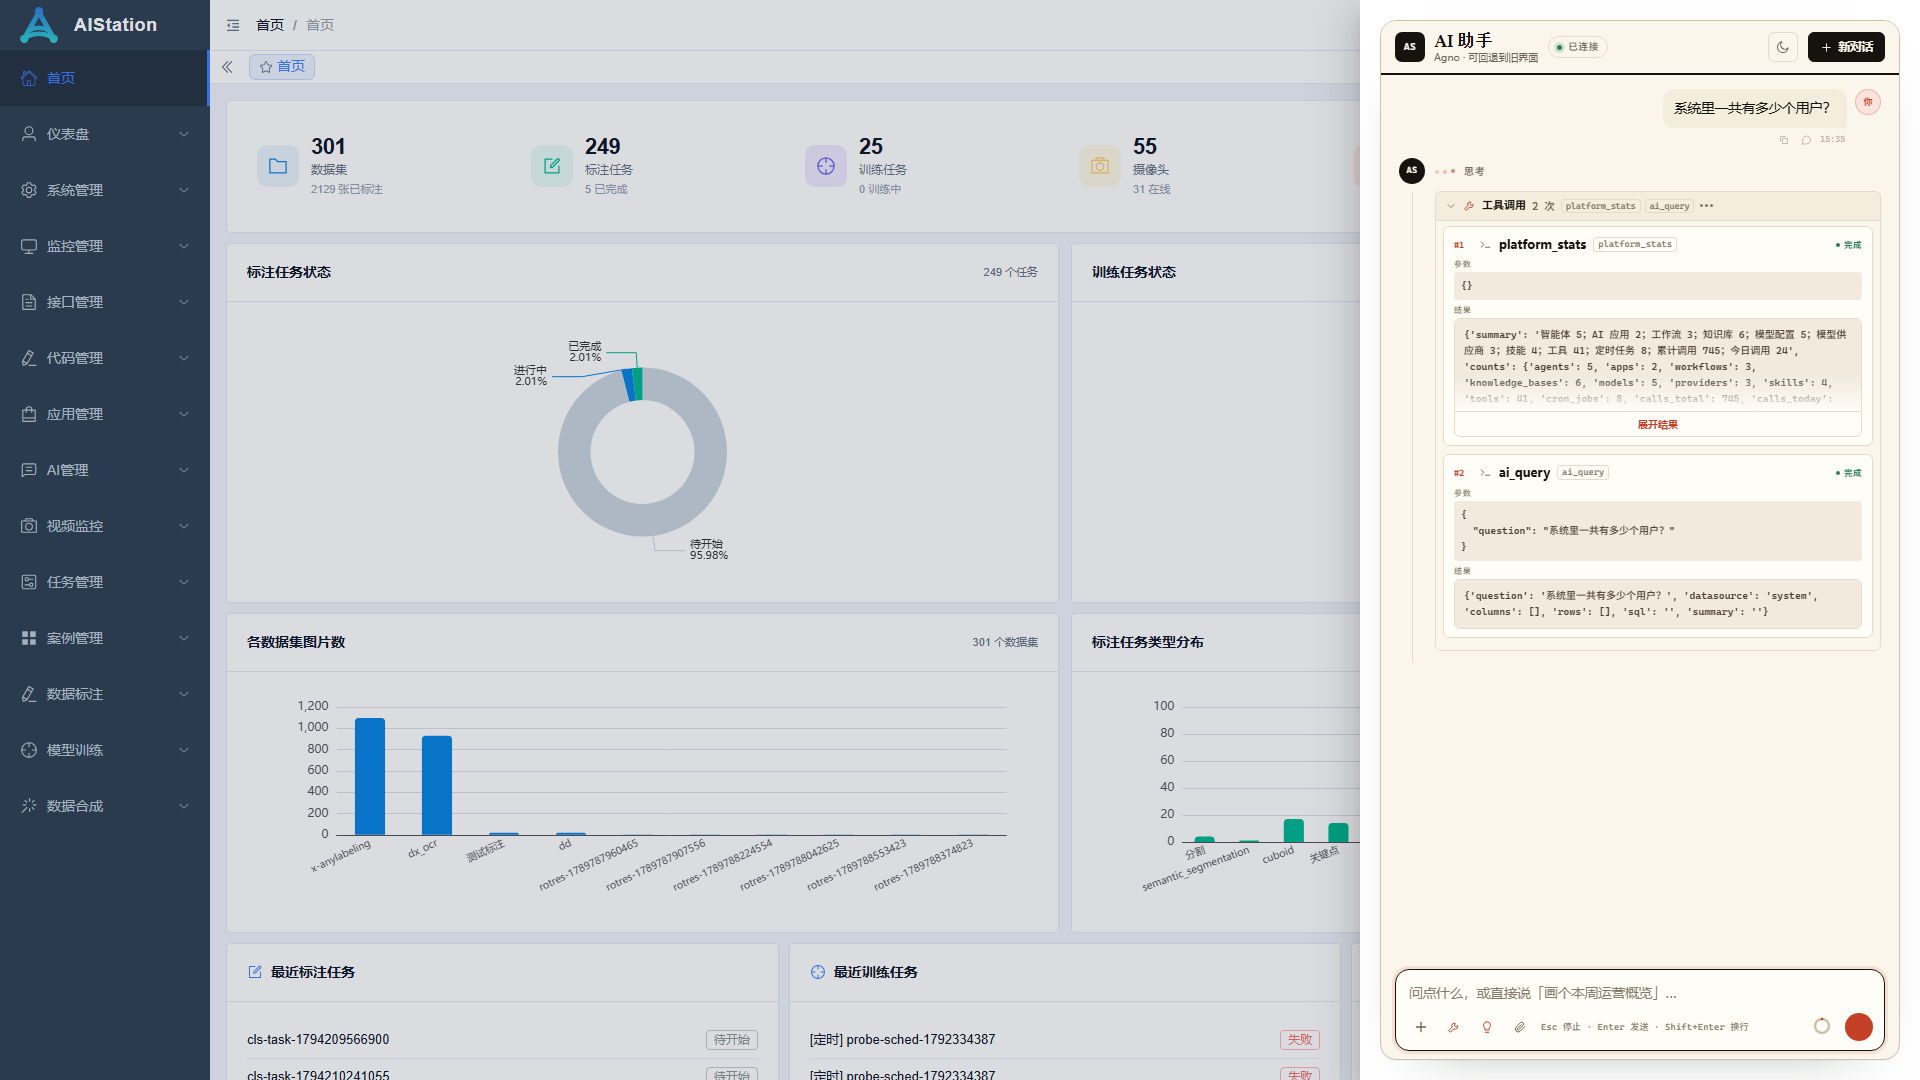 AIStation
首页
仪表盘
系统管理
监控管理
接口管理
代码管理
应用管理
AI管理
视频监控
任务管理
案例管理
数据标注
模型训练
数据合成
首页 / 首页
首页
301
数据集
2129 张已标注
249
标注任务
5 已完成
25
训练任务
0 训练中
55
摄像头
31 在线
标注任务状态
249 个任务
已完成
2.01%
进行中
2.01%
待开始
95.98%
训练任务状态
各数据集图片数
301 个数据集
1,200
1,000
800
600
400
200
0
x-anylabeling
dx_ocr
测试标注
dd
rotres-1789787960465
rotres-1789787907556
rotres-1789788224554
rotres-1789788042625
rotres-1789788553423
rotres-1789788374823
标注任务类型分布
100
80
60
40
20
0
分割
semantic_segmentation
cuboid
关键点
最近标注任务
cls-task-1794209566900
待开始
cls-task-1794210241055
待开始
最近训练任务
[定时] probe-sched-1792334387
失败
[定时] probe-sched-1792334387
失败
AS
AI 助手
Agno · 可回退到旧界面
已连接
+ 新对话
系统里一共有多少个用户?
你
15:35
AS
思考
工具调用 2 次 platform_stats ai_query •••
#1 >_ platform_stats platform_stats
完成
参数
{}
结果
{'summary': '智能体 5; AI 应用 2; 工作流 3; 知识库 6; 模型配置 5; 模型供
应商 3; 技能 4; 工具 41; 定时任务 8; 累计调用 745; 今日调用 24',
'counts': {'agents': 5, 'apps': 2, 'workflows': 3,
'knowledge_bases': 6, 'models': 5, 'providers': 3, 'skills': 4,
'tools': 41, 'cron_jobs': 8, 'calls_total': 745, 'calls_today':
展开结果
#2 >_ ai_query ai_query
完成
参数
{
"question": "系统里一共有多少个用户? "
}
结果
{'question': '系统里一共有多少个用户? ', 'datasource': 'system',
'columns': [], 'rows': [], 'sql': '', 'summary': ''}
问点什么，或直接说「画个本周运营概览」...
Esc 停止 · Enter 发送 · Shift+Enter 换行